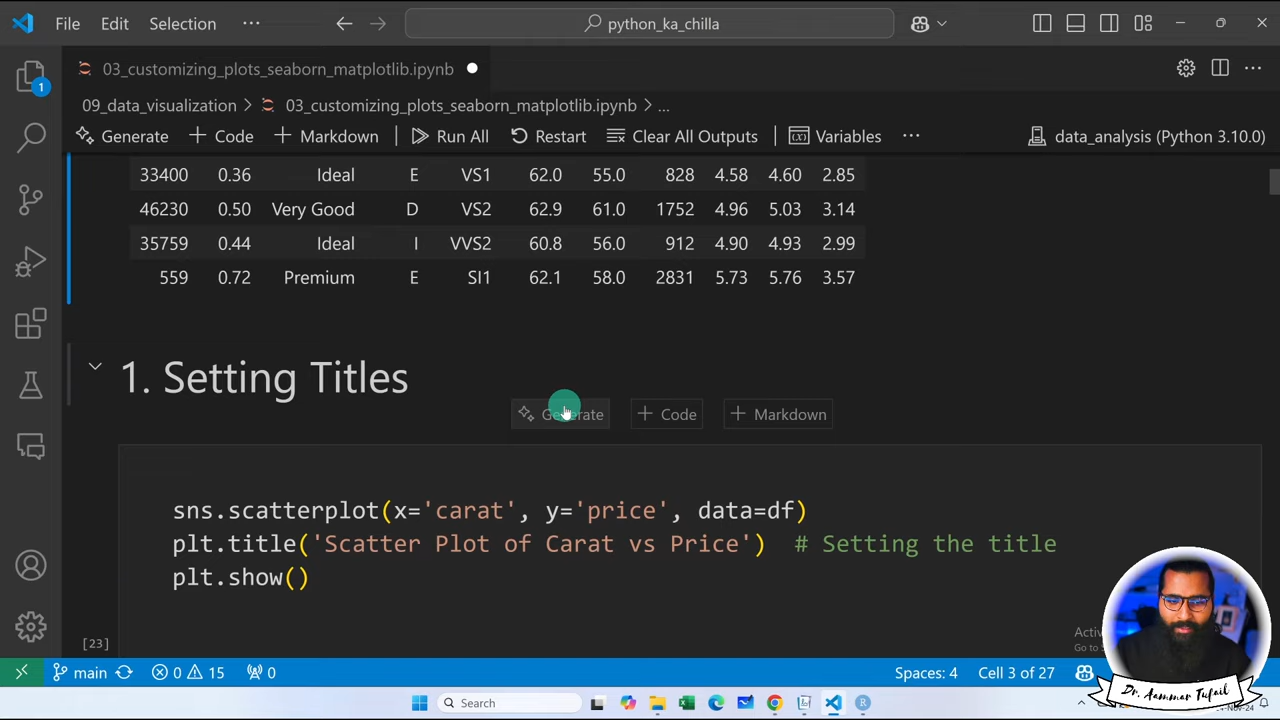 File Edit Selection ··· python_ka_chilla
03_customizing_plots_seaborn_matplotlib.ipynb
1
09_data_visualization > 03_customizing_plots_seaborn_matplotlib.ipynb > ...
Generate + Code + Markdown Run All Restart Clear All Outputs Variables ··· data_analysis (Python 3.10.0)
33400 0.36 Ideal E VS1 62.0 55.0 828 4.58 4.60 2.85
46230 0.50 Very Good D VS2 62.9 61.0 1752 4.96 5.03 3.14
35759 0.44 Ideal I VVS2 60.8 56.0 912 4.90 4.93 2.99
559 0.72 Premium E SI1 62.1 58.0 2831 5.73 5.76 3.57
1. Setting Titles
Generate + Code + Markdown
sns.scatterplot(x='carat', y='price', data=df)
plt.title('Scatter Plot of Carat vs Price') # Setting the title
plt.show()
[23]
main 0 15 0 Spaces: 4 Cell 3 of 27
Dr. Aammar Tufail
Search